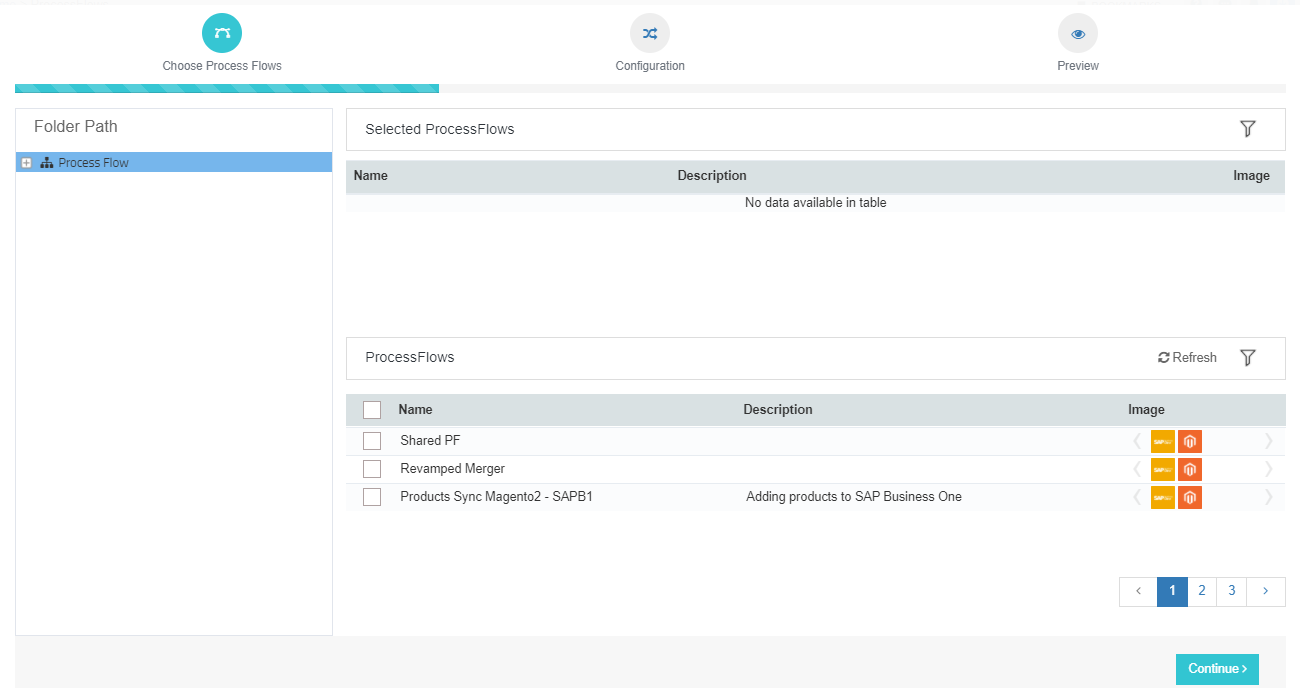 Choose Process Flows
Configuration
Preview
Folder Path
Process Flow
Selected ProcessFlows
Name Description Image
No data available in table
ProcessFlows
Refresh
Name Description Image
Shared PF
Revamped Merger
Products Sync Magento2 - SAPB1 Adding products to SAP Business One
‹ 1 2 3 ›
Continue ›